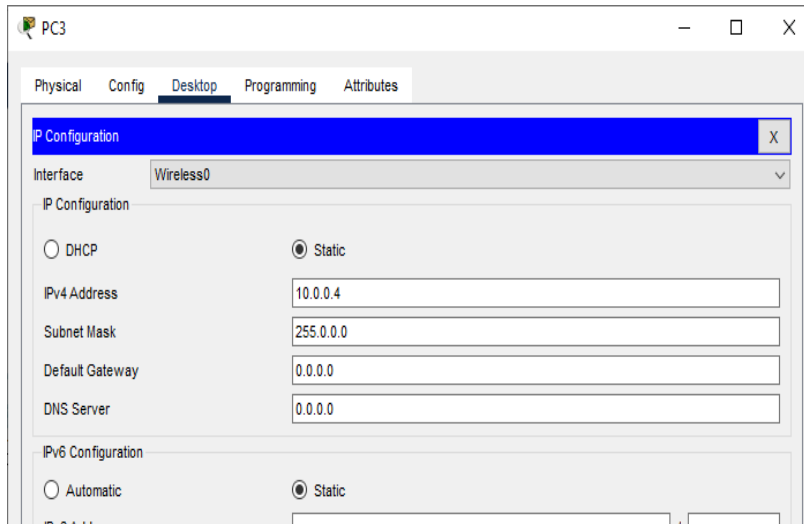 PC3
Physical Config Desktop Programming Attributes
IP Configuration X
Interface Wireless0
IP Configuration
DHCP Static
IPv4 Address 10.0.0.4
Subnet Mask 255.0.0.0
Default Gateway 0.0.0.0
DNS Server 0.0.0.0
IPv6 Configuration
Automatic Static